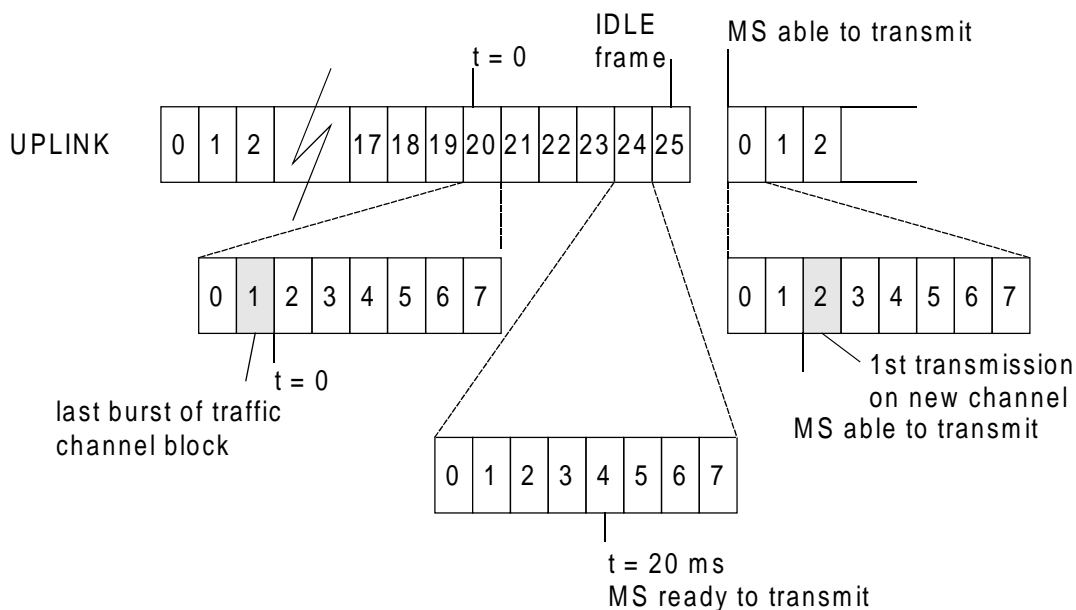 IDLE
frame
MS able to transmit
t = 0
UPLINK
0 1 2 17 18 19 20 21 22 23 24 25
0 1 2
0 1 2 3 4 5 6 7
0 1 2 3 4 5 6 7
t = 0
last burst of traffic
channel block
1st transmission
on new channel
MS able to transmit
0 1 2 3 4 5 6 7
t = 20 ms
MS ready to transmit